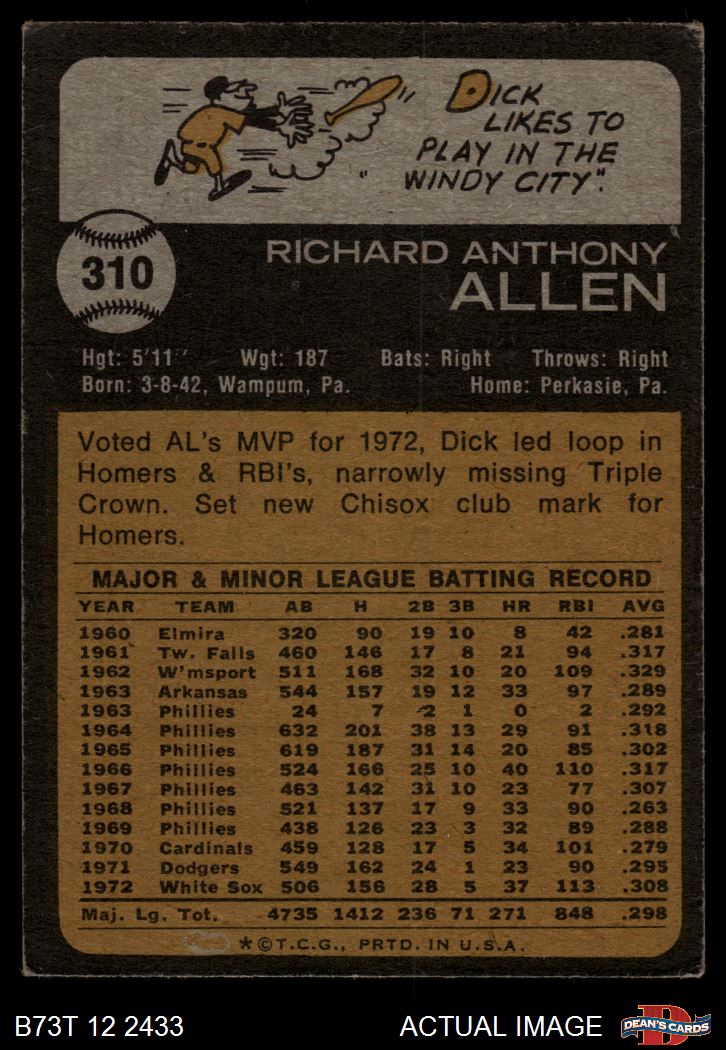 DICK
LIKES TO
PLAY IN THE
"WINDY CITY".
310
RICHARD ANTHONY
ALLEN
Hgt: 5'11" Wgt: 187 Bats: Right Throws: Right
Born: 3-8-42, Wampum, Pa. Home: Perkasie, Pa.
Voted AL's MVP for 1972, Dick led loop in
Homers & RBI's, narrowly missing Triple
Crown. Set new Chisox club mark for
Homers.
MAJOR & MINOR LEAGUE BATTING RECORD
YEAR TEAM AB H 2B 3B HR RBI AVG
1960 Elmira 320 90 19 10 8 42 .281
1961 Tw. Falls 460 146 17 8 21 94 .317
1962 W'msport 511 168 32 10 20 109 .329
1963 Arkansas 544 157 19 12 33 97 .289
1963 Phillies 24 7 2 1 0 2 .292
1964 Phillies 632 201 38 13 29 91 .318
1965 Phillies 619 187 31 14 20 85 .302
1966 Phillies 524 166 25 10 40 110 .317
1967 Phillies 463 142 31 10 23 77 .307
1968 Phillies 521 137 17 9 33 90 .263
1969 Phillies 438 126 23 3 32 89 .288
1970 Cardinals 459 128 17 5 34 101 .279
1971 Dodgers 549 162 24 1 23 90 .295
1972 White Sox 506 156 28 5 37 113 .308
Maj. Lg. Tot. 4735 1412 236 71 271 848 .298
*©T.C.G., PRTD. IN U.S.A.
B73T 12 2433 ACTUAL IMAGE DEAN'S CARDS